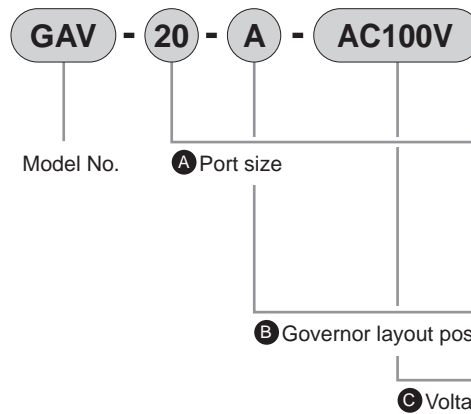 GAV - 20 - A - AC100V
Model No.
A Port size
B Governor layout pos
C Volta